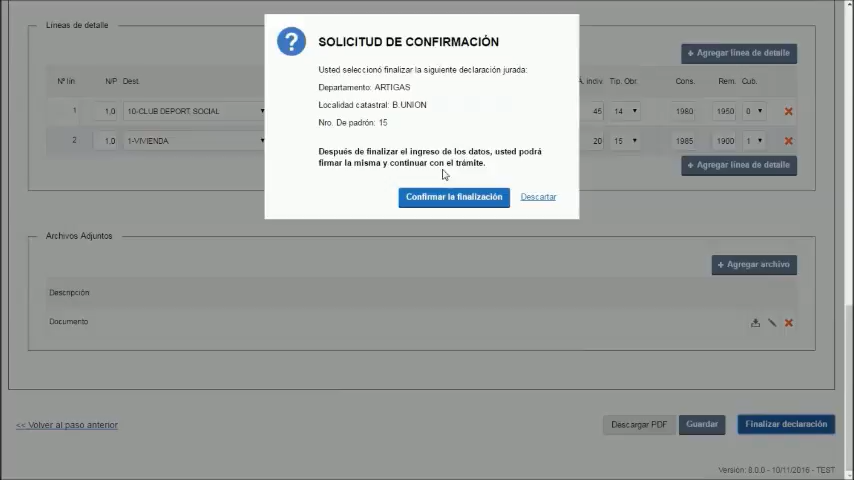 Líneas de detalle
SOLICITUD DE CONFIRMACIÓN
Usted seleccionó finalizar la siguiente declaración jurada:
Departamento: ARTIGAS
Localidad catastral: B.UNION
Nro. De padrón: 15
Después de finalizar el ingreso de los datos, usted podrá
firmar la misma y continuar con el trámite.
Confirmar la finalización Descartar
+ Agregar línea de detalle
Nº lin N/P Dest. indiv. Tip. Obr. Cons. Rem. Cub.
1 1,0 10-CLUB DEPORT. SOCIAL 45 14 1980 1950 0
2 1,0 1-VIVIENDA 20 15 1985 1900 1
+ Agregar línea de detalle
Archivos Adjuntos
+ Agregar archivo
Descripción
Documento
<< Volver al paso anterior Descargar PDF Guardar Finalizar declaración
Versión: 8.0.0 - 10/11/2016 - TEST